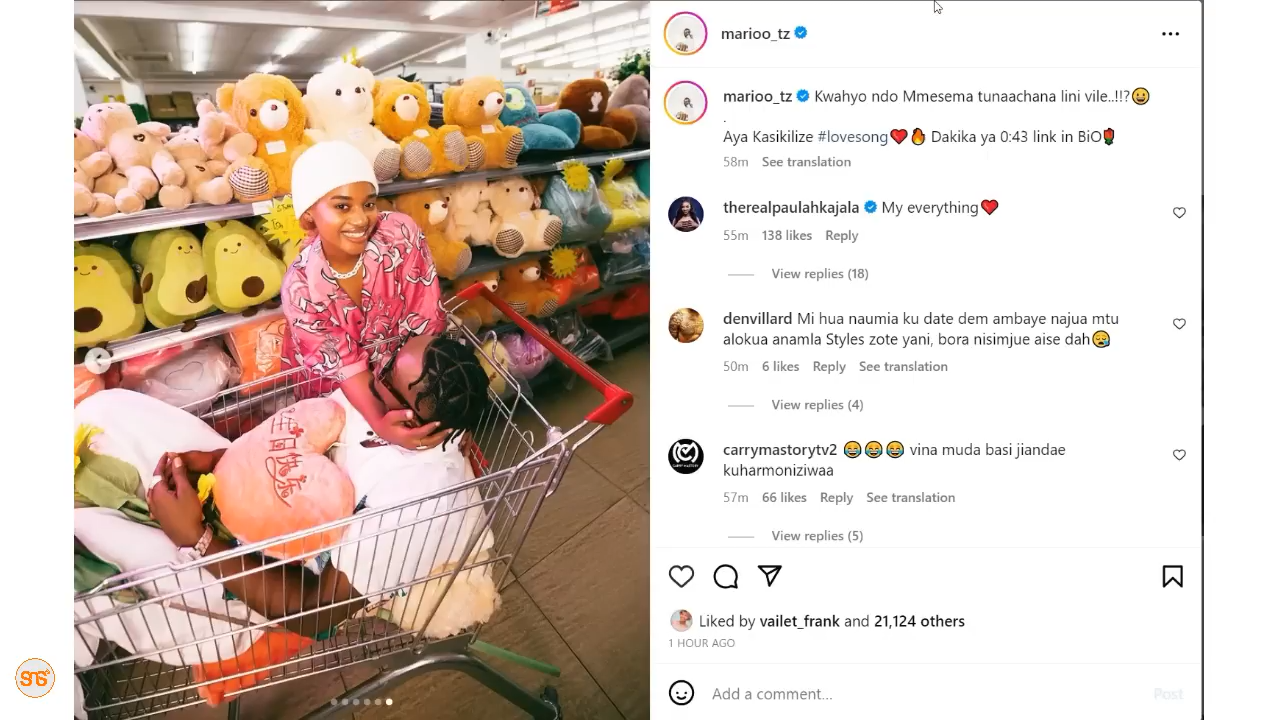 marioo_tz
marioo_tz Kwahyo ndo Mmesema tunaachana lini vile..!!?😀
.
Aya Kasikilize #lovesong❤️🔥 Dakika ya 0:43 link in BiO🌹
58m See translation
therealpaulahkajala My everything❤️
55m 138 likes Reply
View replies (18)
denvillard Mi hua naumia ku date dem ambaye najua mtu
alokua anamla Styles zote yani, bora nisimjue aise dah😪
50m 6 likes Reply See translation
View replies (4)
carrymastorytv2 😂😂😂 vina muda basi jiandae
kuharmoniziwaa
57m 66 likes Reply See translation
View replies (5)
Liked by vailet_frank and 21,124 others
1 HOUR AGO
Add a comment...
Post
SNS